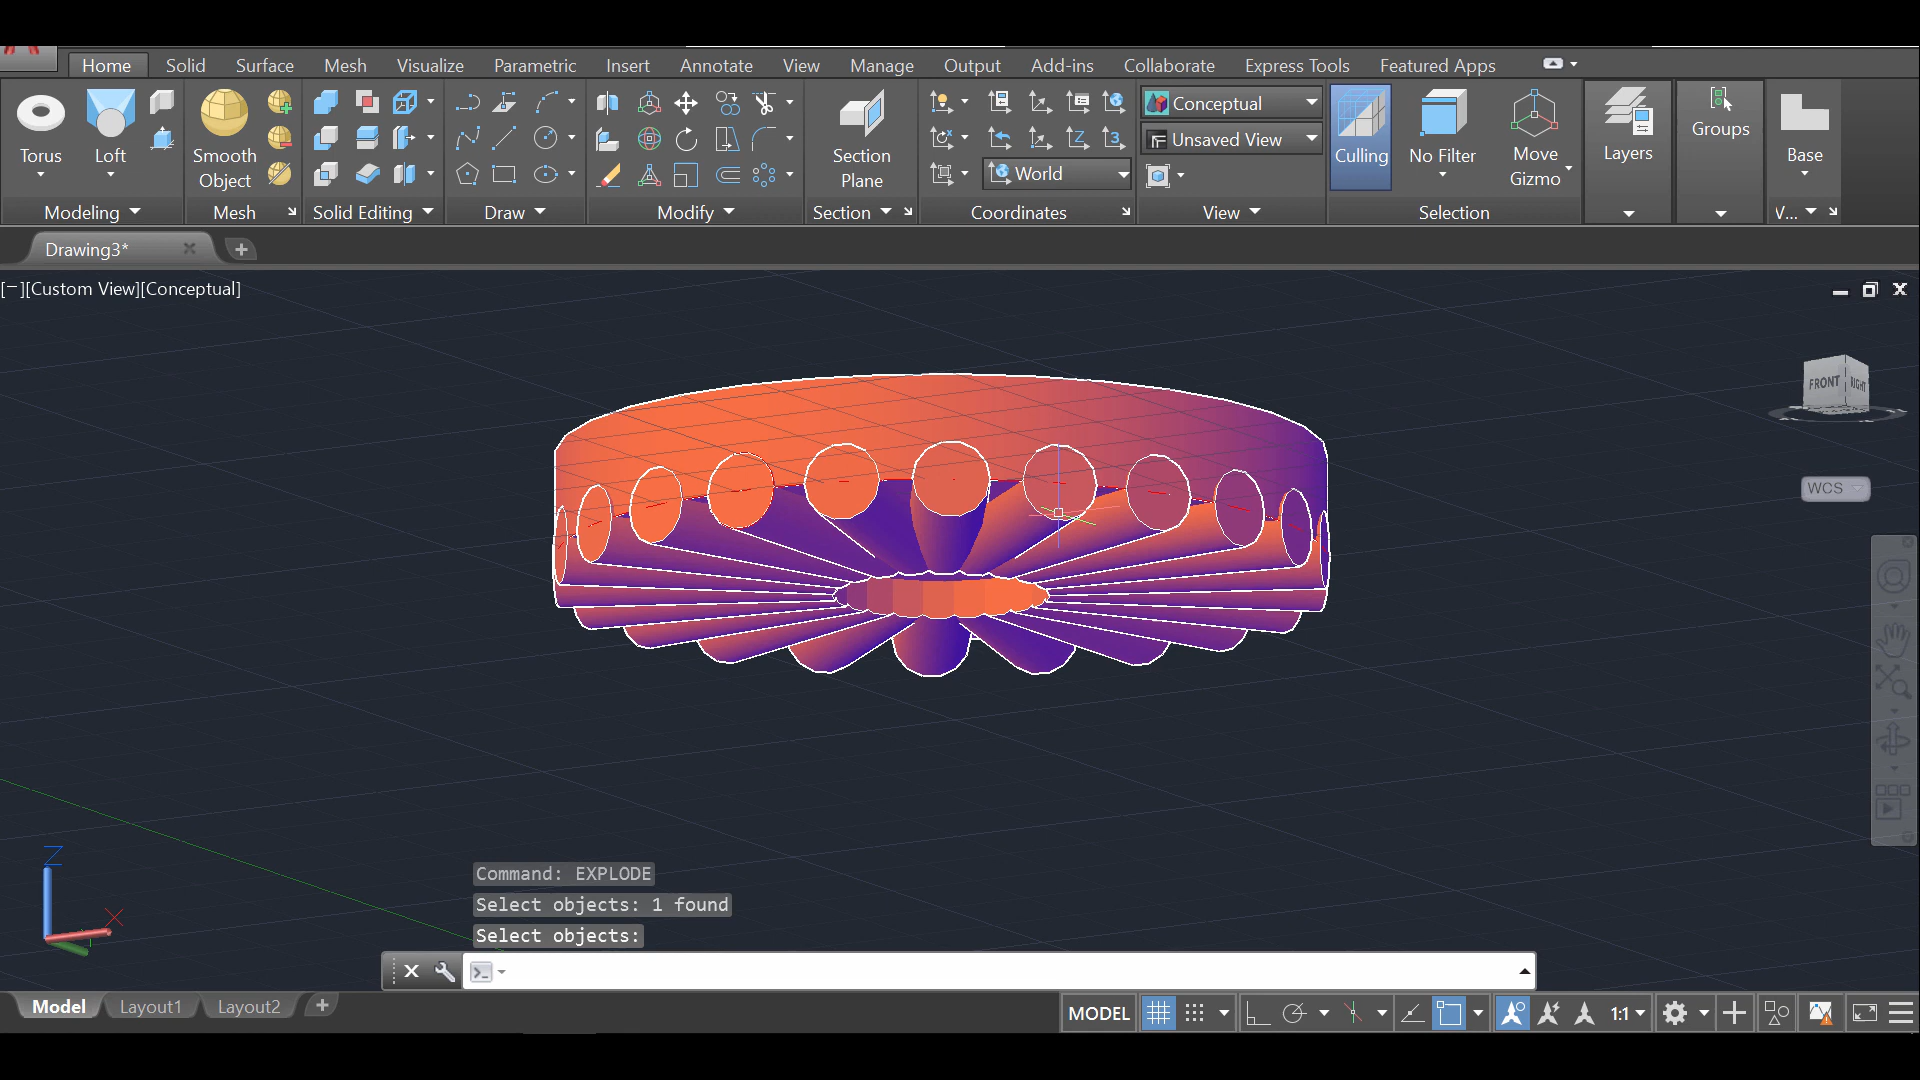 Home Solid Surface Mesh Visualize Parametric Insert Annotate View Manage Output Add-ins Collaborate Express Tools Featured Apps
Torus Loft Smooth Object Section Plane World Conceptual Unsaved View Culling No Filter Move Gizmo Layers Groups Base
Modeling Mesh Solid Editing Draw Modify Section Coordinates View Selection V...
Drawing3*
[−][Custom View][Conceptual]
FRONT RIGHT
WCS
Z
X
Command: EXPLODE
Select objects: 1 found
Select objects:
Model Layout1 Layout2
MODEL 1:1